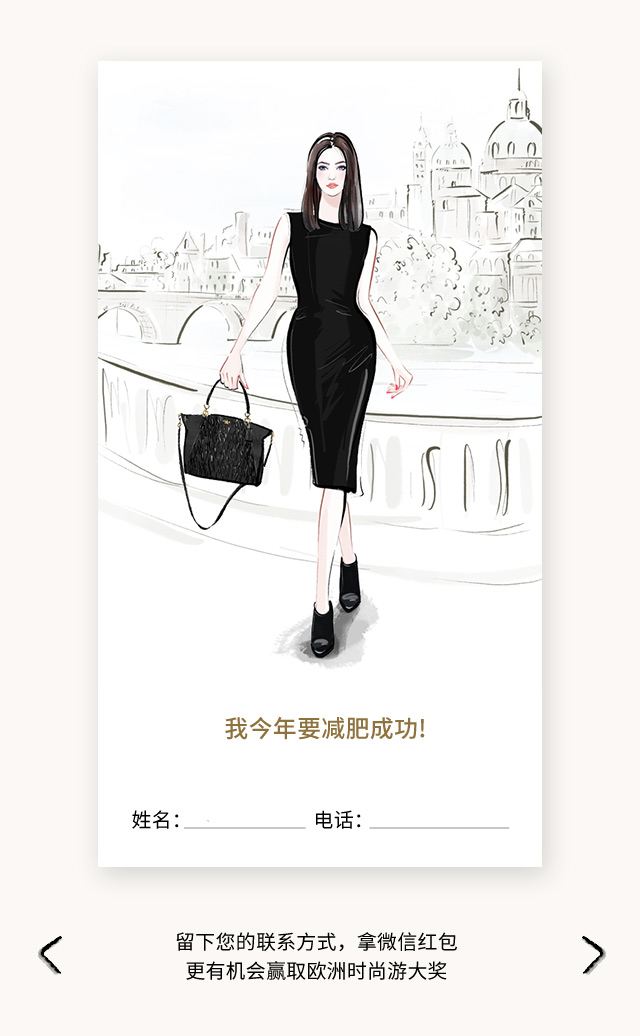 我今年要减肥成功!
姓名： 电话：
留下您的联系方式，拿微信红包
更有机会赢取欧洲时尚游大奖